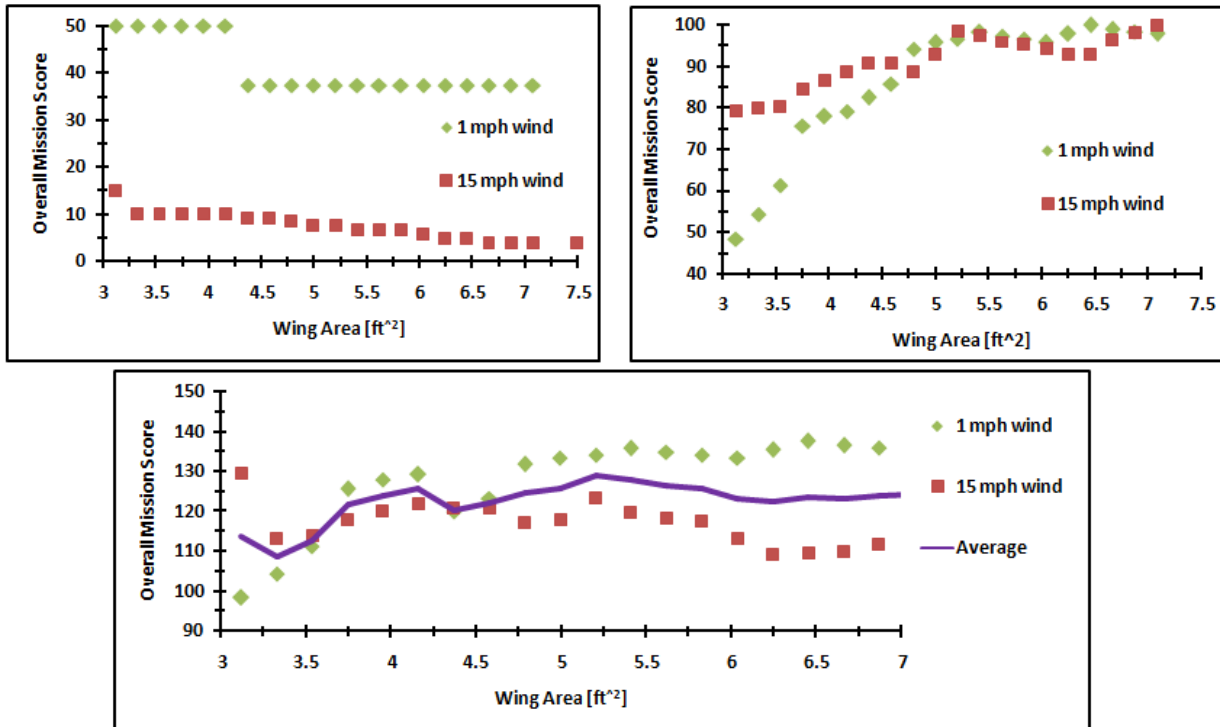 Overall Mission Score
50
40
30
20
10
0
3 3.5 4 4.5 5 5.5 6 6.5 7 7.5
Wing Area [ft^2]
1 mph wind
15 mph wind
Overall Mission Score
100
90
80
70
60
50
40
3 3.5 4 4.5 5 5.5 6 6.5 7 7.5
Wing Area [ft^2]
1 mph wind
15 mph wind
Overall Mission Score
150
140
130
120
110
100
90
3 3.5 4 4.5 5 5.5 6 6.5 7
Wing Area [ft^2]
1 mph wind
15 mph wind
Average